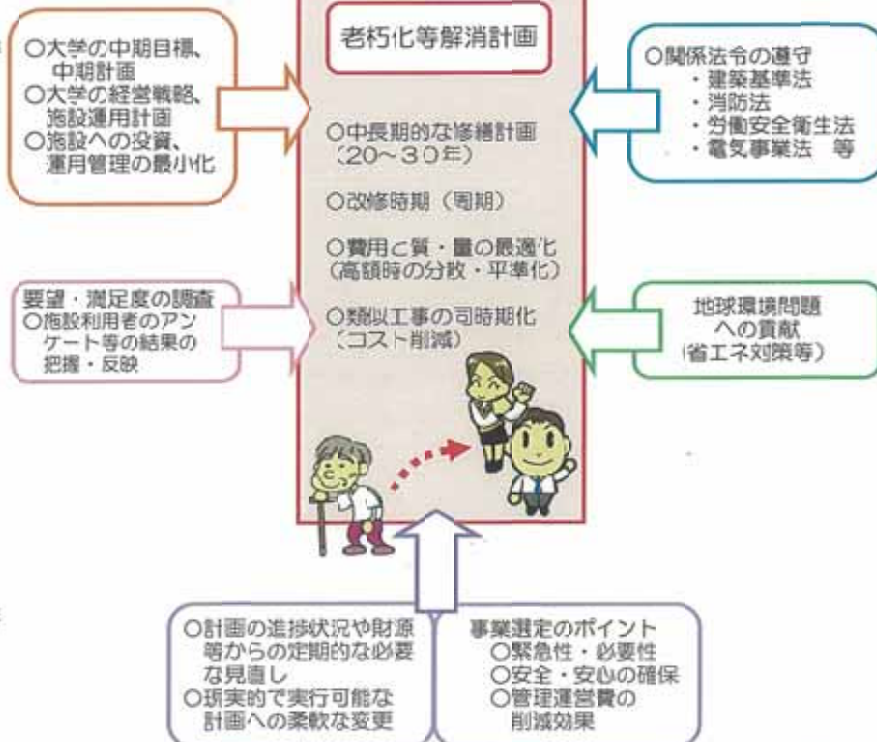 老朽化等解消計画
○中長期的な修繕計画
(20～30年)
○改修時期(周期)
○費用と質・量の最適化
(高額時の分散・平準化)
○類似工事の同時期化
(コスト削減)
○大学の中期目標、
中期計画
○大学の経営戦略、
施設運用計画
○施設への投資、
運用管理の最小化
○関係法令の遵守
・建築基準法
・消防法
・労働安全衛生法
・電気事業法 等
要望・満足度の調査
○施設利用者のアン
ケート等の結果の
把握・反映
地球環境問題
への貢献
(省エネ対策等)
○計画の進捗状況や財源
等からの定期的な必要
な見直し
○現実的で実行可能な
計画への柔軟な変更
事業選定のポイント
○緊急性・必要性
○安全・安心の確保
○管理運営費の
削減効果